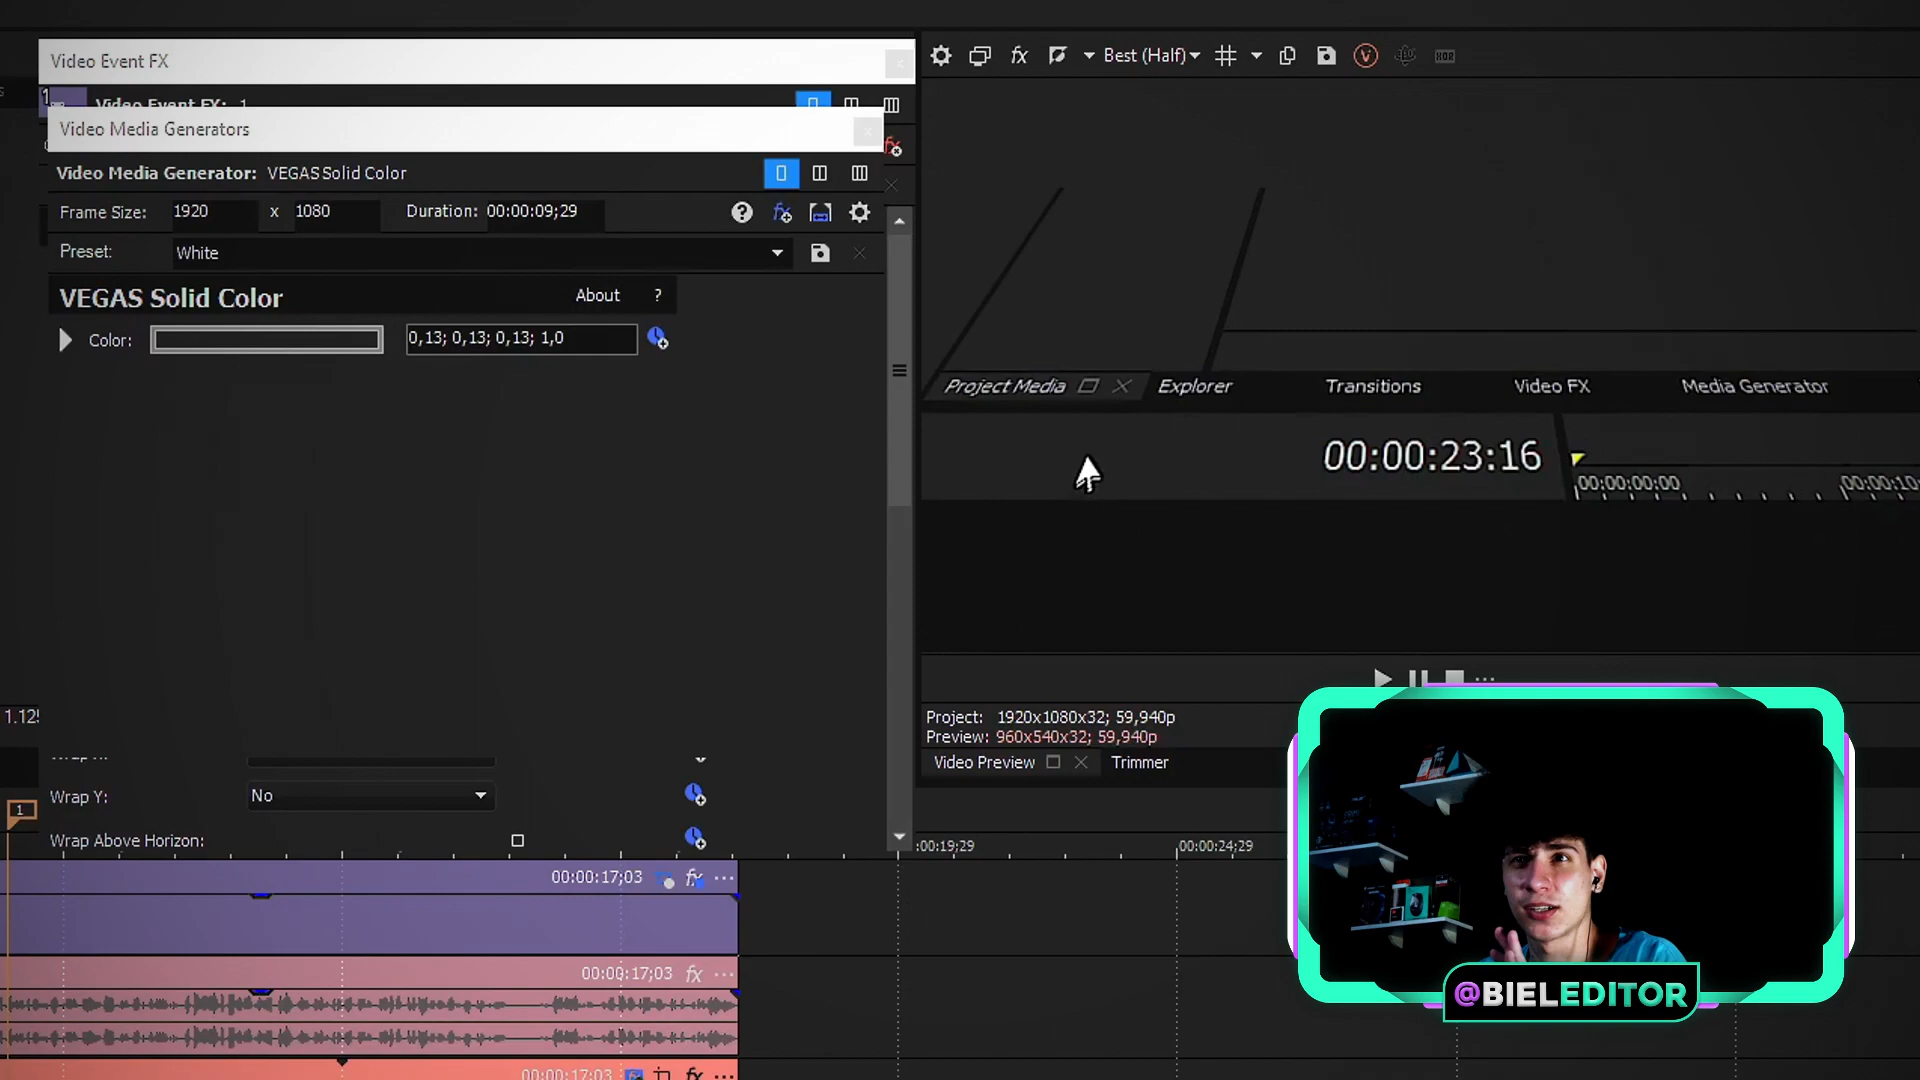 Video Event FX
Best (Half)
1
Video Event FX: 1
Video Media Generators
Video Media Generator: VEGAS Solid Color
Frame Size: 1920 x 1080 Duration: 00:00:09;29
Preset: White
VEGAS Solid Color About ?
Color: 0,13; 0,13; 0,13; 1,0
Project Media Explorer Transitions Video FX Media Generator
00:00:23:16
00:00:00:00 00:00:10
Project: 1920x1080x32; 59,940p
Preview: 960x540x32; 59,940p
Video Preview Trimmer
Wrap Y: No
1
Wrap Above Horizon:
:00:19;29 00:00:24;29
00:00:17;03 fx
00:00:17;03 fx
00:00:17;03 fx
@BIELEDITOR